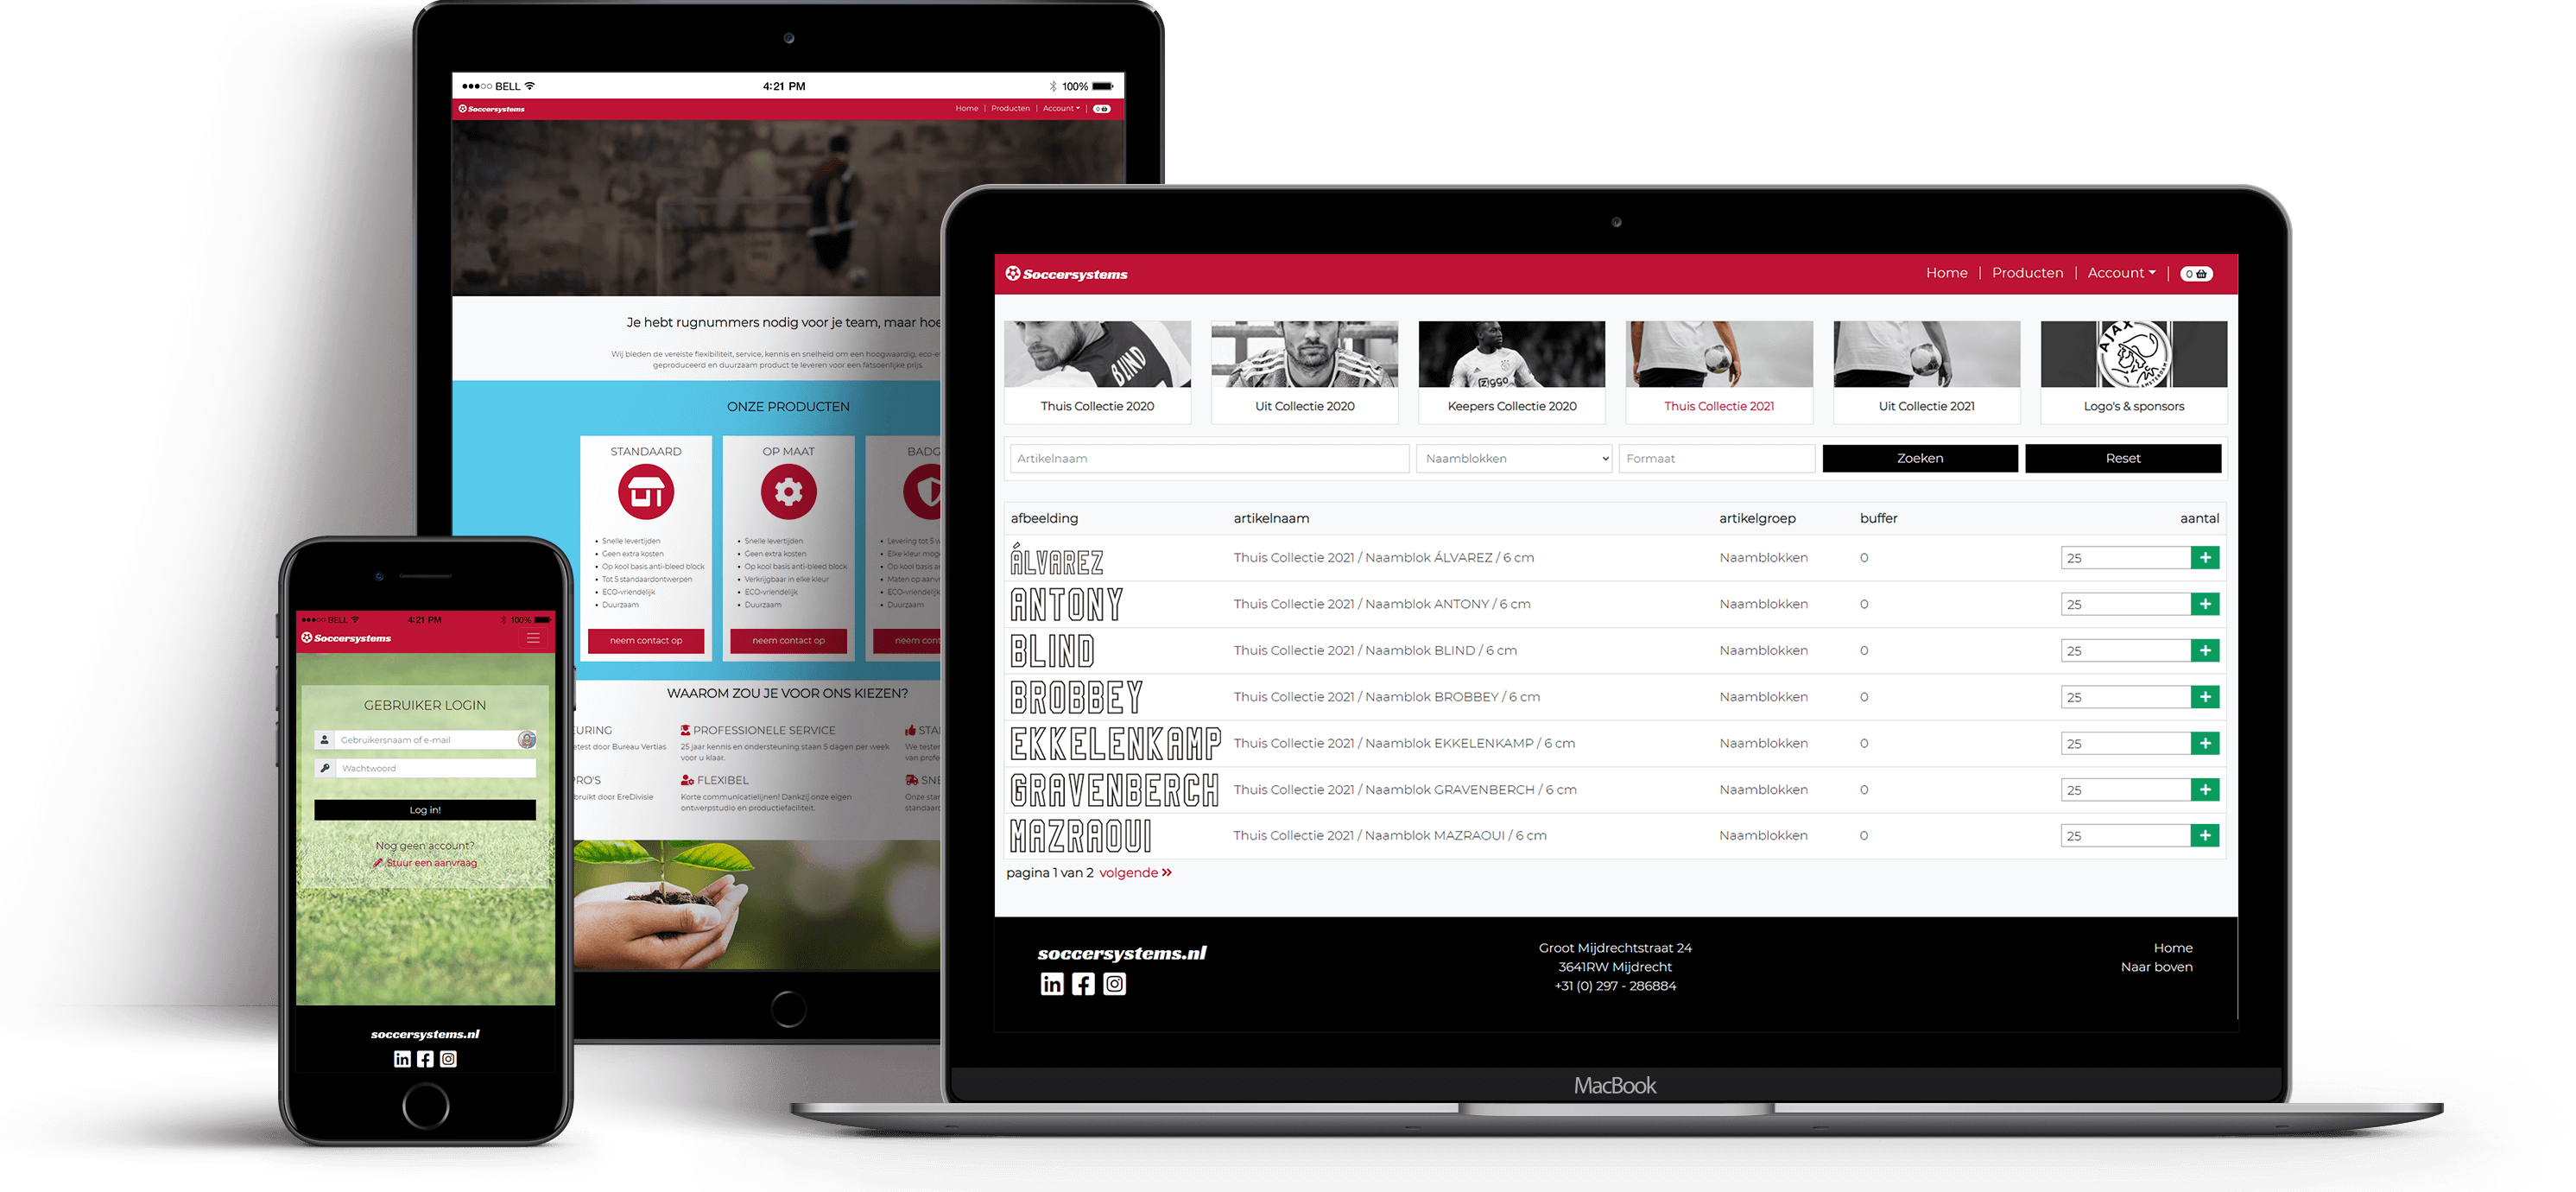 ●●●○○ BELL 4:21 PM 100%
Soccersystems Home | Producten | Account |
Je hebt rugnummers nodig voor je team, maar hoe
Wij bieden de vereiste flexibiliteit, service, kennis en snelheid om een hoogwaardig, eco-e
geproduceerd en duurzaam product te leveren voor een fatsoenlijke prijs.
ONZE PRODUCTEN
STANDAARD
• Snelle levertijden
• Geen extra kosten
• Op kool basis anti-bleed block
• Tot 5 standaardontwerpen
• ECO-vriendelijk
• Duurzaam
neem contact op
OP MAAT
• Snelle levertijden
• Geen extra kosten
• Op kool basis anti-bleed block
• Verkrijgbaar in elke kleur
• ECO-vriendelijk
• Duurzaam
neem contact op
BADG
• Levering tot 5 w
• Elke kleur mog
• Op kool basis a
• Maten op aanv
• ECO-vriendelijk
• Duurzaam
neem cont
WAAROM ZOU JE VOOR ONS KIEZEN?
EURING
etest door Bureau Vertias
PROFESSIONELE SERVICE
25 jaar kennis en ondersteuning staan 5 dagen per week
voor u klaar.
STA
We tester
van profe
RO'S
bruikt door EreDivisie
FLEXIBEL
Korte communicatielijnen! Dankzij onze eigen
ontwerpstudio en productiefaciliteit.
SNE
Onze star
standaard
●●●○○ BELL 4:21 PM 100%
Soccersystems
GEBRUIKER LOGIN
Gebruikersnaam of e-mail
Wachtwoord
Log in!
Nog geen account?
Stuur een aanvraag
soccersystems.nl
Soccersystems Home | Producten | Account | 0
BLIND
ziggo
AJAX
AMSTERDAM
Thuis Collectie 2020 Uit Collectie 2020 Keepers Collectie 2020 Thuis Collectie 2021 Uit Collectie 2021 Logo's & sponsors
Artikelnaam Naamblokken Formaat Zoeken Reset
afbeelding artikelnaam artikelgroep buffer aantal
ÁLVAREZ Thuis Collectie 2021 / Naamblok ÁLVAREZ / 6 cm Naamblokken 0 25 +
ANTONY Thuis Collectie 2021 / Naamblok ANTONY / 6 cm Naamblokken 0 25 +
BLIND Thuis Collectie 2021 / Naamblok BLIND / 6 cm Naamblokken 0 25 +
BROBBEY Thuis Collectie 2021 / Naamblok BROBBEY / 6 cm Naamblokken 0 25 +
EKKELENKAMP Thuis Collectie 2021 / Naamblok EKKELENKAMP / 6 cm Naamblokken 0 25 +
GRAVENBERCH Thuis Collectie 2021 / Naamblok GRAVENBERCH / 6 cm Naamblokken 0 25 +
MAZRAOUI Thuis Collectie 2021 / Naamblok MAZRAOUI / 6 cm Naamblokken 0 25 +
pagina 1 van 2 volgende »
soccersystems.nl
Groot Mijdrechtstraat 24
3641RW Mijdrecht
+31 (0) 297 - 286884
Home
Naar boven
MacBook